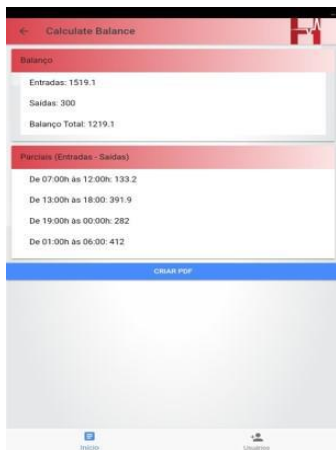 Calculate Balance
Balanço
Entradas: 1519.1
Saídas: 300
Balanço Total: 1219.1
Parciais (Entradas - Saídas)
De 07:00h às 12:00h: 133.2
De 13:00h às 18:00: 391.9
De 19:00h às 00:00h: 282
De 01:00h às 06:00: 412
CRIAR PDF
Início
Usuários